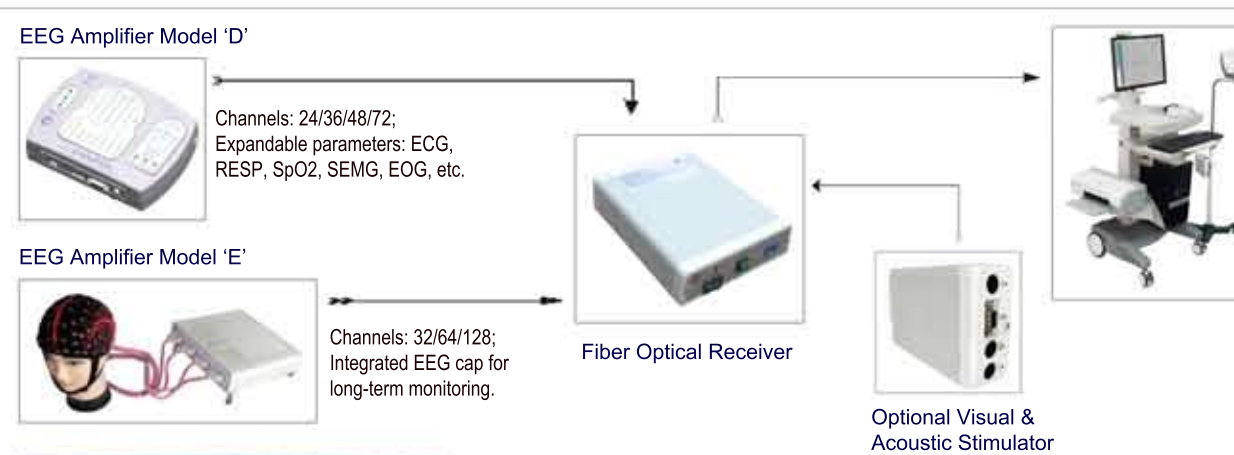 EEG Amplifier Model ‘D’
Channels: 24/36/48/72;
Expandable parameters: ECG,
RESP, SpO2, SEMG, EOG, etc.
EEG Amplifier Model ‘E’
Channels: 32/64/128;
Integrated EEG cap for
long-term monitoring.
Fiber Optical Receiver
Optional Visual &
Acoustic Stimulator